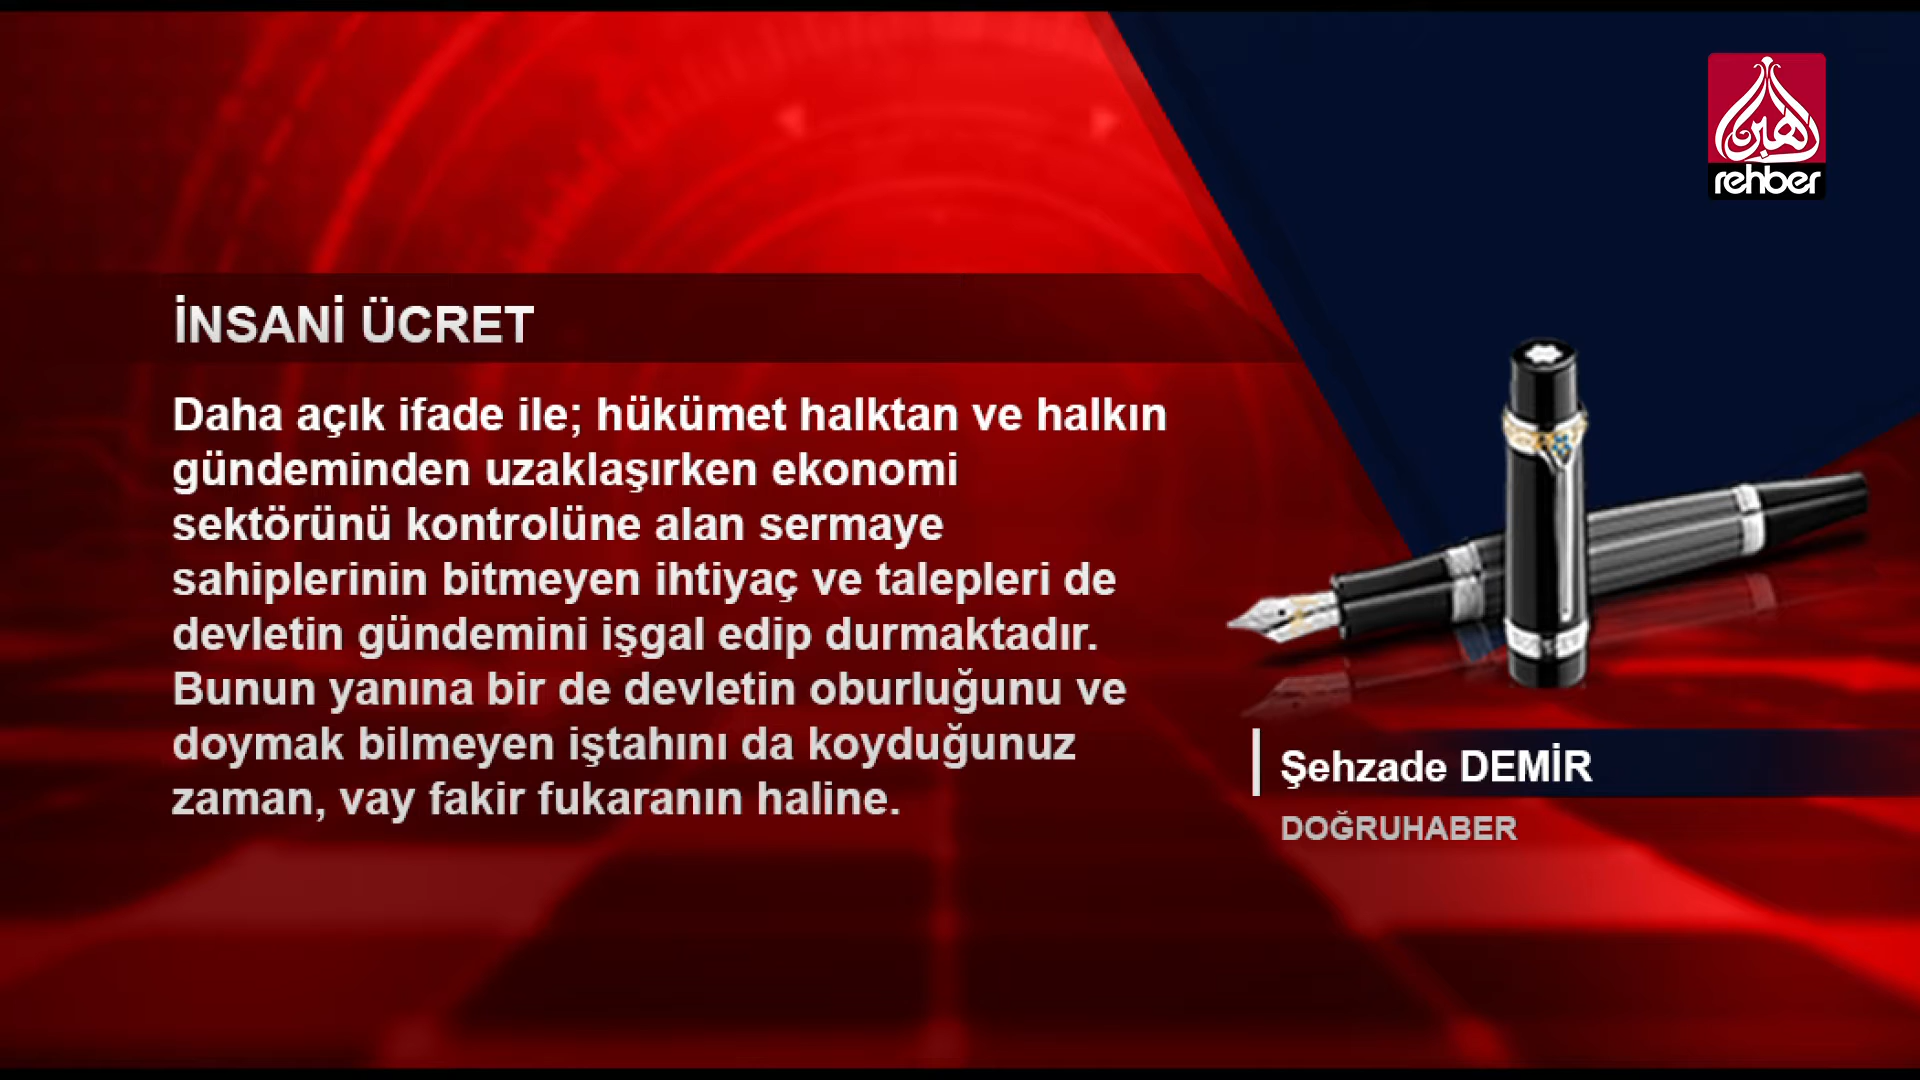 رهبر
rehber
İNSANİ ÜCRET
Daha açık ifade ile; hükümet halktan ve halkın
gündeminden uzaklaşırken ekonomi
sektörünü kontrolüne alan sermaye
sahiplerinin bitmeyen ihtiyaç ve talepleri de
devletin gündemini işgal edip durmaktadır.
Bunun yanına bir de devletin oburluğunu ve
doymak bilmeyen iştahını da koyduğunuz
zaman, vay fakir fukaranın haline.
Şehzade DEMİR
DOĞRUHABER